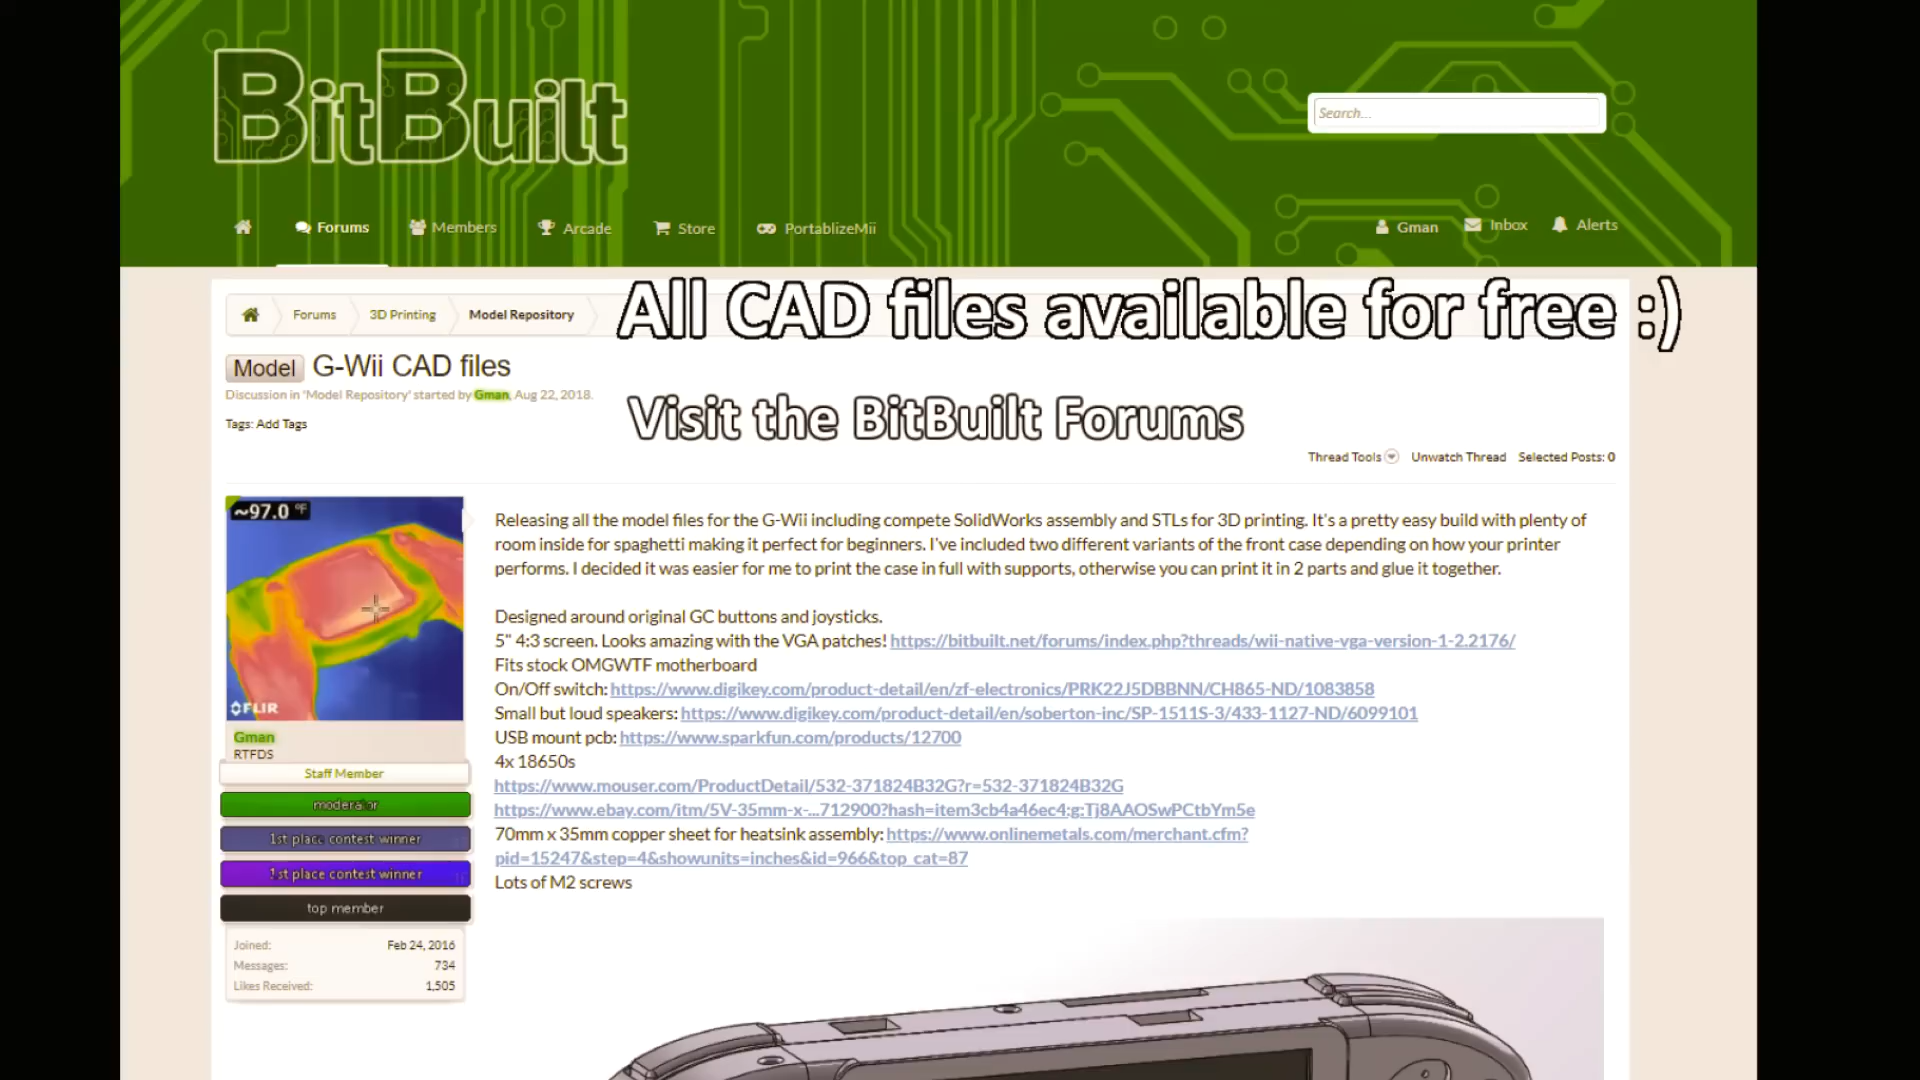 BitBuilt
Search...
Forums
Members
Arcade
Store
PortablizeMii
Gman
Inbox
Alerts
Forums
3D Printing
Model Repository
All CAD files available for free :)
Model G-Wii CAD files
Discussion in 'Model Repository' started by Gman, Aug 22, 2018.
Visit the BitBuilt Forums
Tags: Add Tags
Thread Tools
Unwatch Thread
Selected Posts: 0
~97.0 °F
FLIR
Gman
RTFDS
Staff Member
moderator
1st place contest winner
1st place contest winner
top member
Joined: Feb 24, 2016
Messages: 734
Likes Received: 1,505
Releasing all the model files for the G-Wii including compete SolidWorks assembly and STLs for 3D printing. It's a pretty easy build with plenty of
room inside for spaghetti making it perfect for beginners. I've included two different variants of the front case depending on how your printer
performs. I decided it was easier for me to print the case in full with supports, otherwise you can print it in 2 parts and glue it together.
Designed around original GC buttons and joysticks.
5" 4:3 screen. Looks amazing with the VGA patches! https://bitbuilt.net/forums/index.php?threads/wii-native-vga-version-1-2.2176/
Fits stock OMGWTF motherboard
On/Off switch: https://www.digikey.com/product-detail/en/zf-electronics/PRK22J5DBBNN/CH865-ND/1083858
Small but loud speakers: https://www.digikey.com/product-detail/en/soberton-inc/SP-1511S-3/433-1127-ND/6099101
USB mount pcb: https://www.sparkfun.com/products/12700
4x 18650s
https://www.mouser.com/ProductDetail/532-371824B32G?r=532-371824B32G
https://www.ebay.com/itm/5V-35mm-x-...712900?hash=item3cb4a46ec4:g:Tj8AAOSwPCtbYm5e
70mm x 35mm copper sheet for heatsink assembly: https://www.onlinemetals.com/merchant.cfm?
pid=15247&step=4&showunits=inches&id=966&top_cat=87
Lots of M2 screws